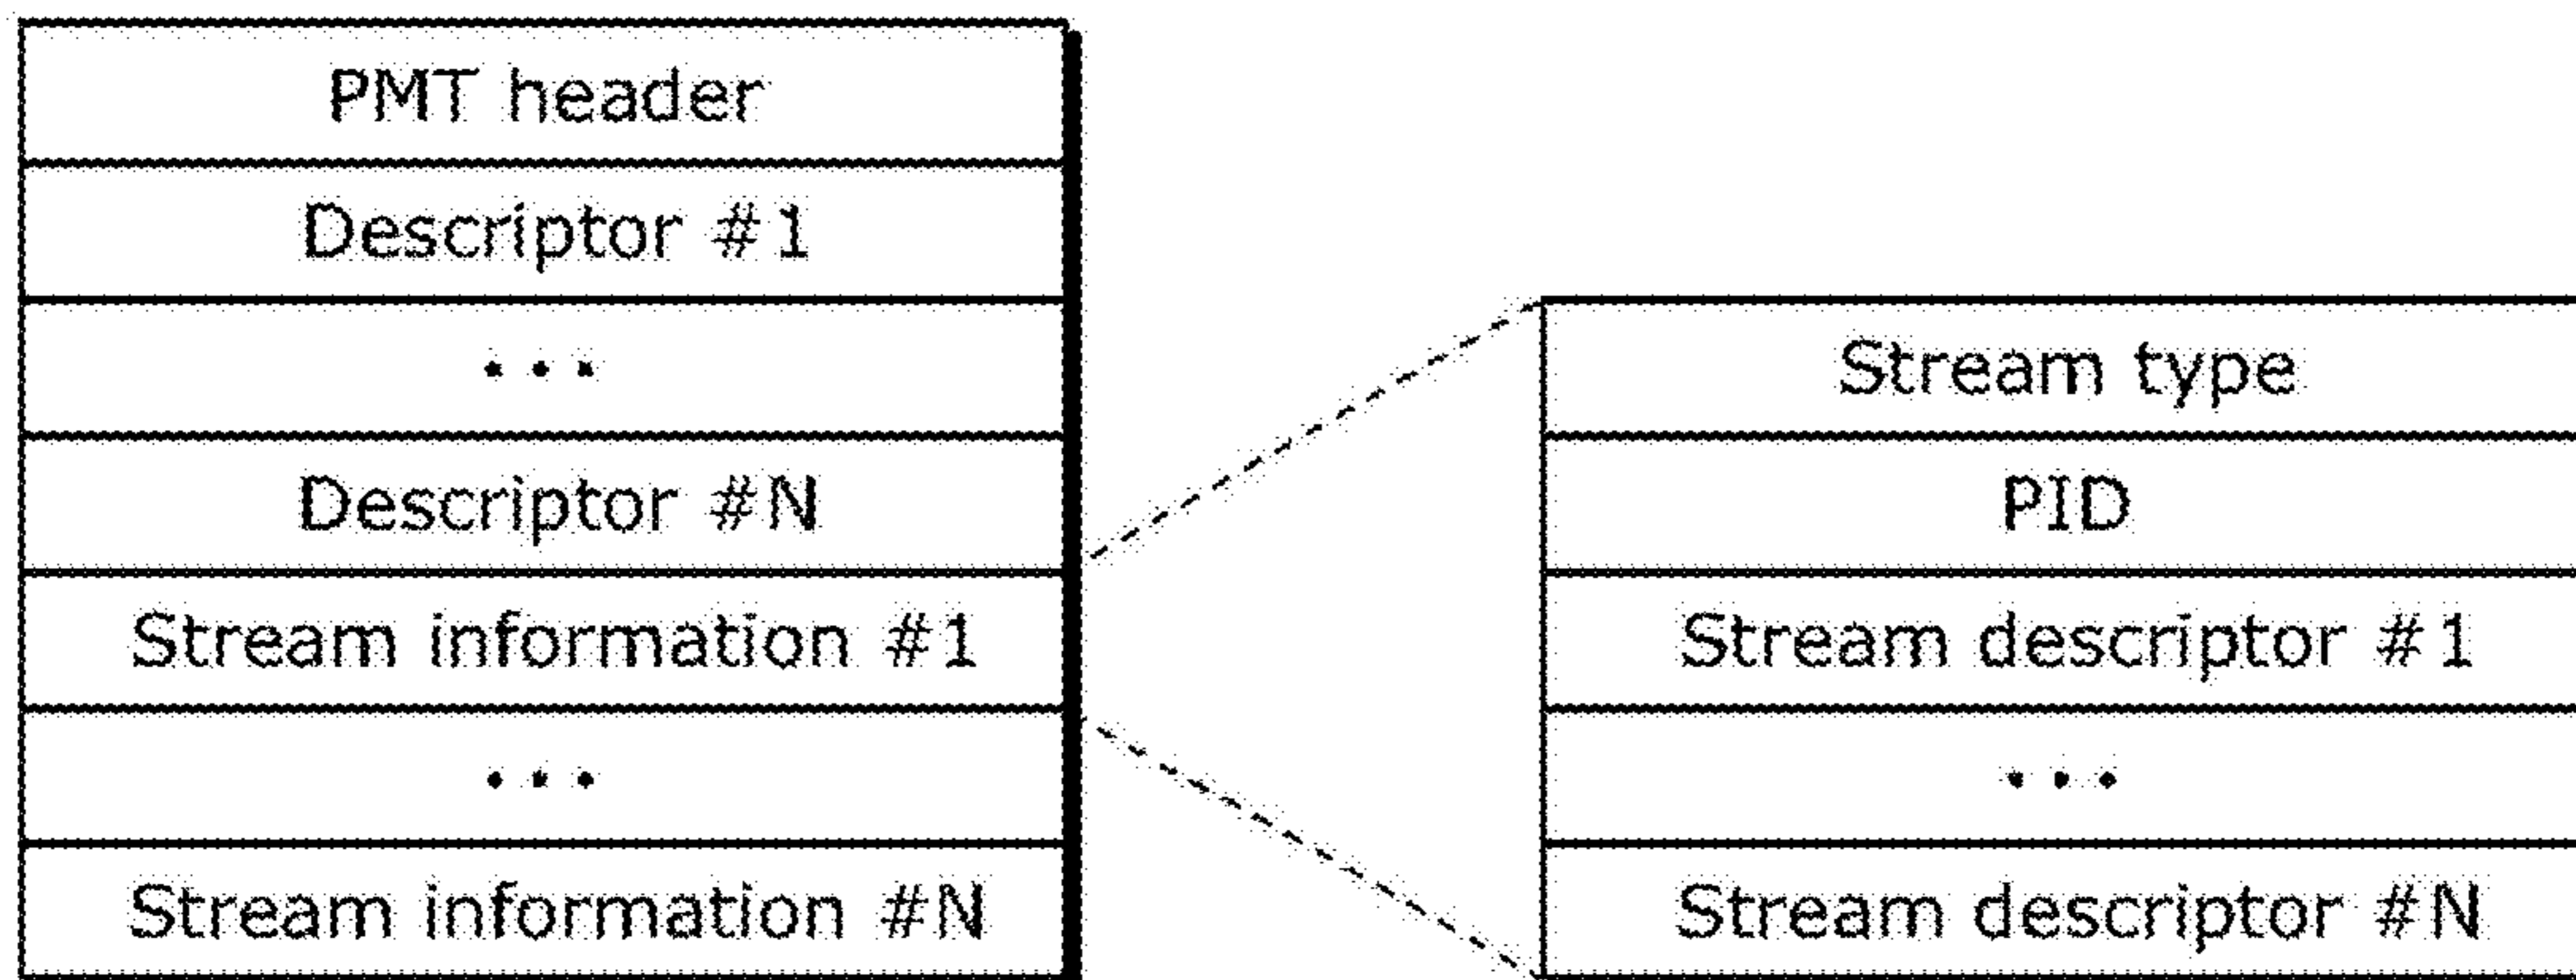 PMT header
Descriptor #1
...
Descriptor #N
Stream information #1
...
Stream information #N
Stream type
PID
Stream descriptor #1
...
Stream descriptor #N